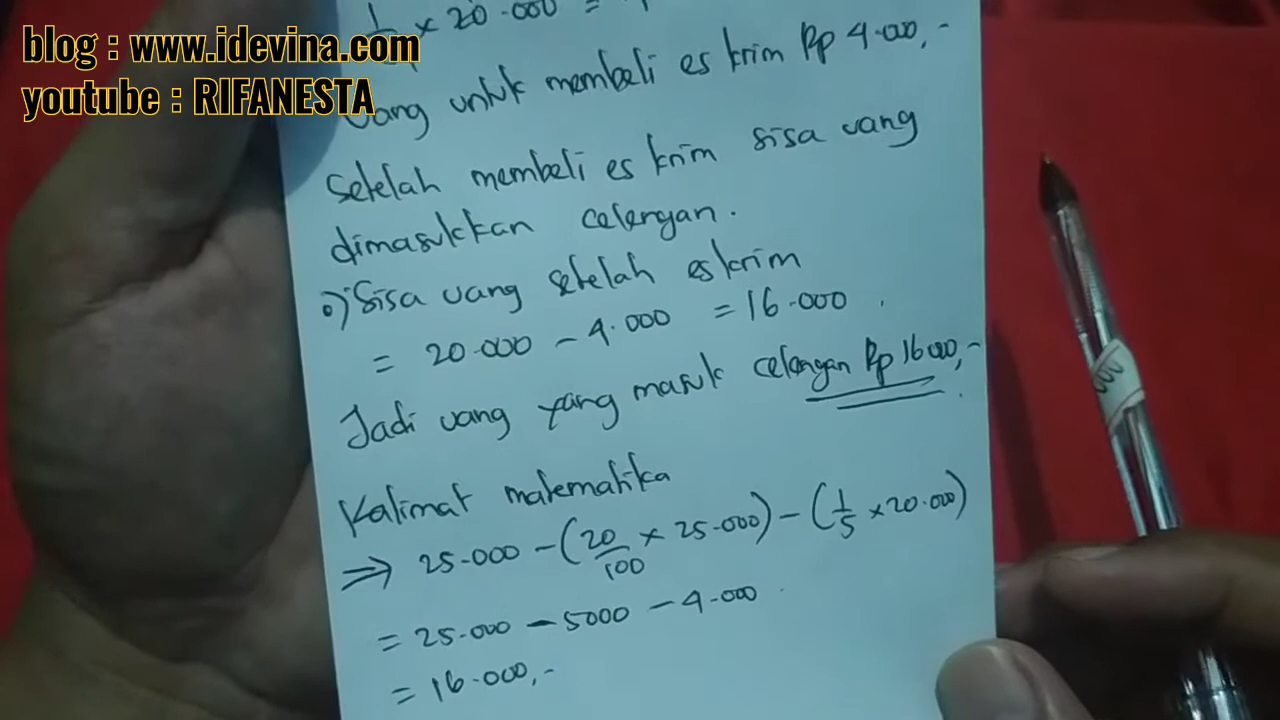 blog : www.idevina.com
youtube : RIFANESTA
× 20.000 =
Uang untuk membeli es krim Rp 4.000,-
setelah membeli es krim sisa uang
dimasukkan celengan.
•) Sisa uang setelah es krim
= 20.000 - 4.000 = 16.000
Jadi uang yang masuk celengan Rp 16000,-
Kalimat matematika
⇒ 25.000 - (20/100 × 25.000) - (1/5 × 20.000)
= 25.000 - 5000 - 4.000
= 16.000,-